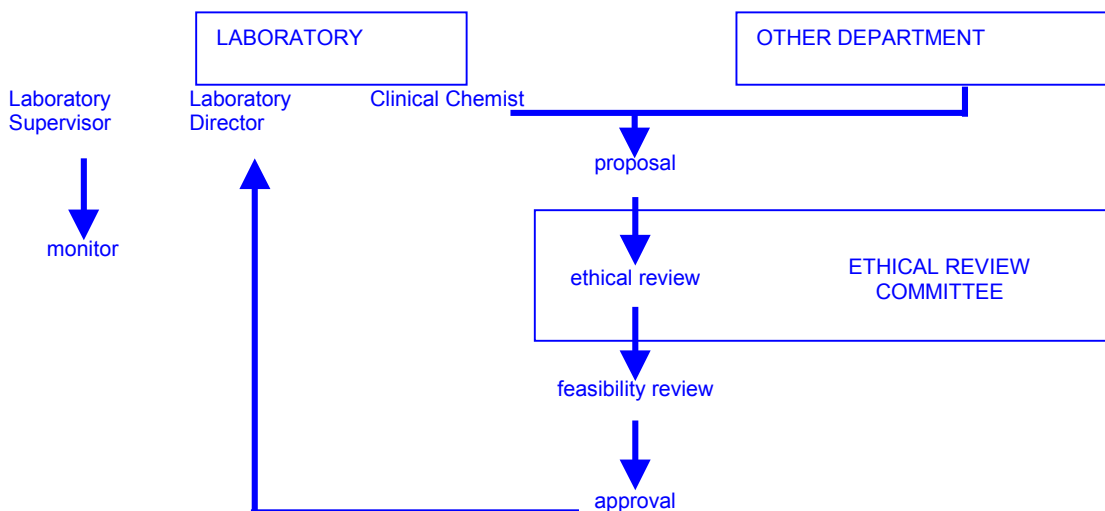 LABORATORY
OTHER DEPARTMENT
Laboratory
Supervisor
Laboratory
Director
Clinical Chemist
proposal
monitor
ethical review
ETHICAL REVIEW
COMMITTEE
feasibility review
approval